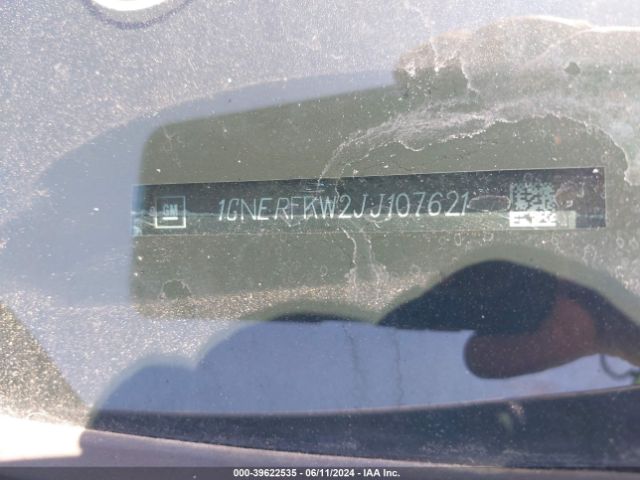 GM 1GNERFKW2JJ107621
000-39622535 - 06/11/2024 - IAA Inc.